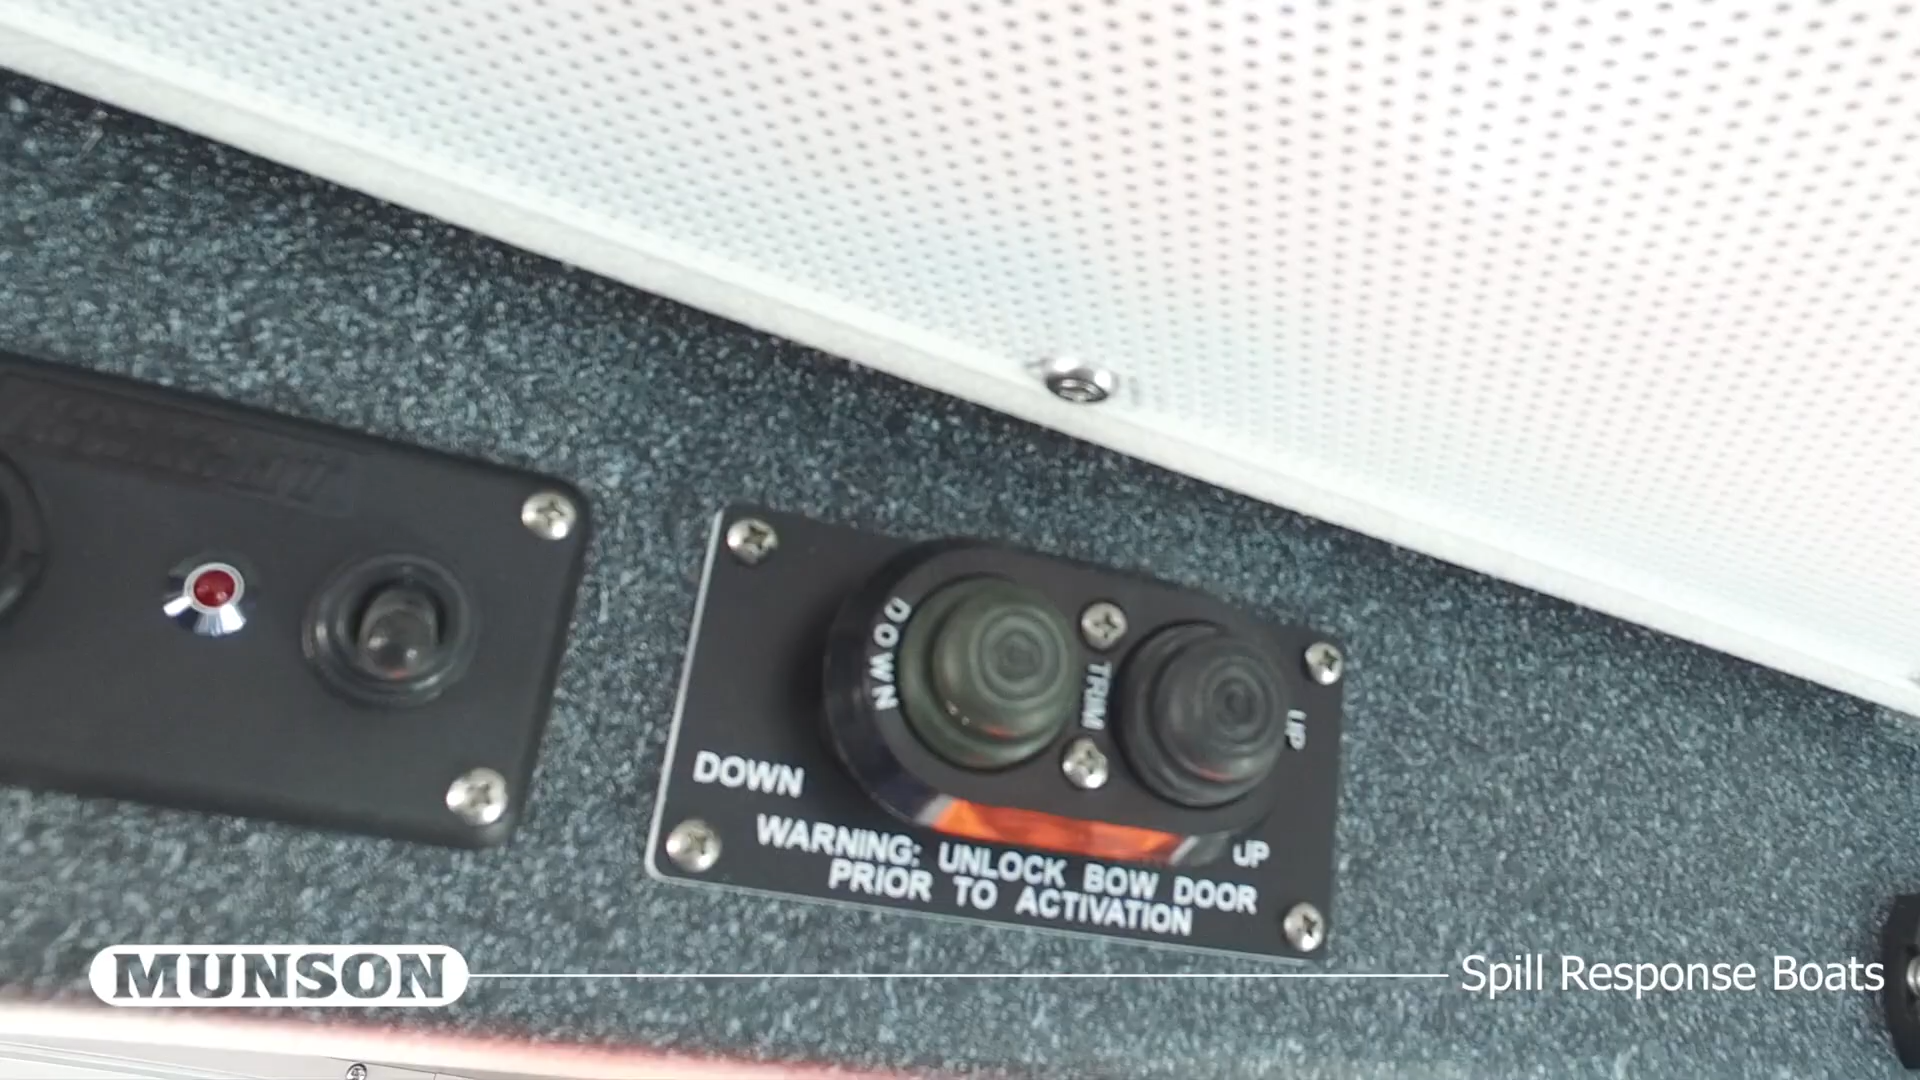 DOWN
TRIM
UP
DOWN
UP
WARNING: UNLOCK BOW DOOR
PRIOR TO ACTIVATION
MUNSON
Spill Response Boats